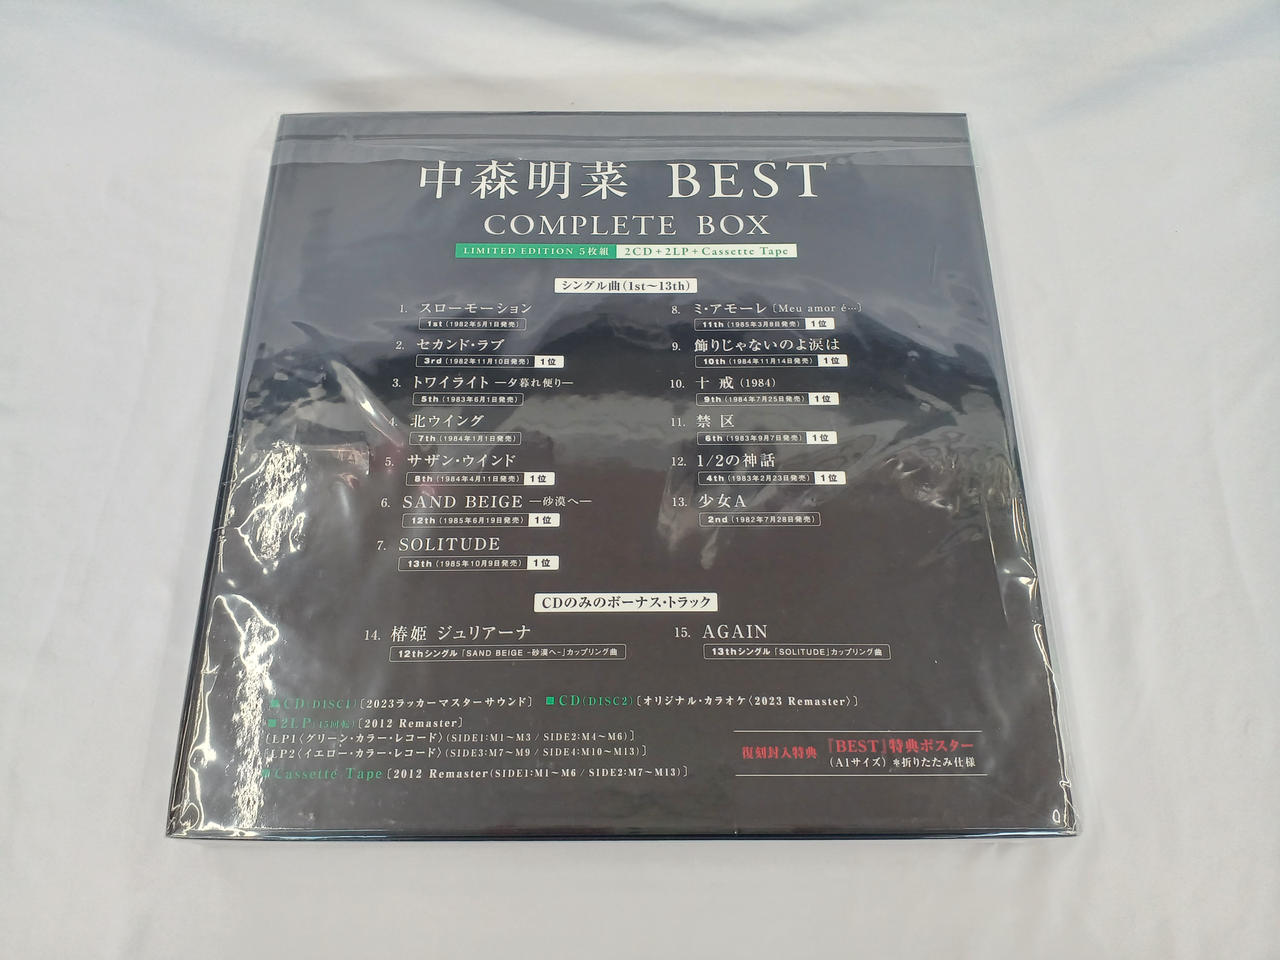 中森明菜 BEST
COMPLETE BOX
LIMITED EDITION 5枚組 2CD+2LP+Cassette Tape
シングル曲(1st〜13th)
1. スローモーション
1st(1982年5月1日発売)
2. セカンド・ラブ
3rd(1982年11月10日発売) 1位
3. トワイライト ―夕暮れ便り―
5th(1983年6月1日発売)
4. 北ウイング
7th(1984年1月1日発売)
5. サザン・ウインド
8th(1984年4月11日発売) 1位
6. SAND BEIGE ―砂漠へ―
12th(1985年6月19日発売) 1位
7. SOLITUDE
13th(1985年10月9日発売) 1位
8. ミ・アモーレ〔Meu amor é…〕
11th(1985年3月8日発売) 1位
9. 飾りじゃないのよ涙は
10th(1984年11月14日発売) 1位
10. 十戒(1984)
9th(1984年7月25日発売) 1位
11. 禁区
6th(1983年9月7日発売) 1位
12. 1/2の神話
4th(1983年2月23日発売) 1位
13. 少女A
2nd(1982年7月28日発売)
CDのみのボーナス・トラック
14. 椿姫 ジュリアーナ
12thシングル「SAND BEIGE −砂漠へ−」カップリング曲
15. AGAIN
13thシングル「SOLITUDE」カップリング曲
■CD(DISC1)[2023ラッカーマスターサウンド] ■CD(DISC2)[オリジナル・カラオケ〈2023 Remaster〉]
■2LP(45回転)[2012 Remaster]
[LP1〈グリーン・カラー・レコード〉(SIDE1:M1〜M3 / SIDE2:M4〜M6)]
[LP2〈イエロー・カラー・レコード〉(SIDE3:M7〜M9 / SIDE4:M10〜M13)]
■Cassette Tape[2012 Remaster(SIDE1:M1〜M6 / SIDE2:M7〜M13)]
復刻封入特典 『BEST』特典ポスター
(A1サイズ)*折りたたみ仕様